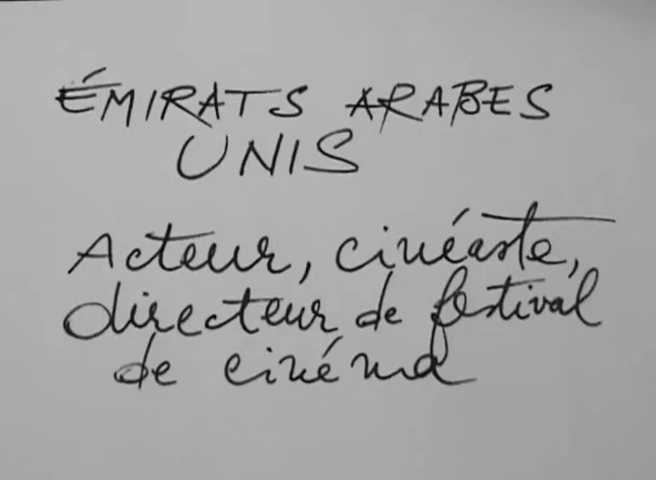 ÉMIRATS ARABES
UNIS
Acteur, cinéaste,
directeur de festival
de cinéma